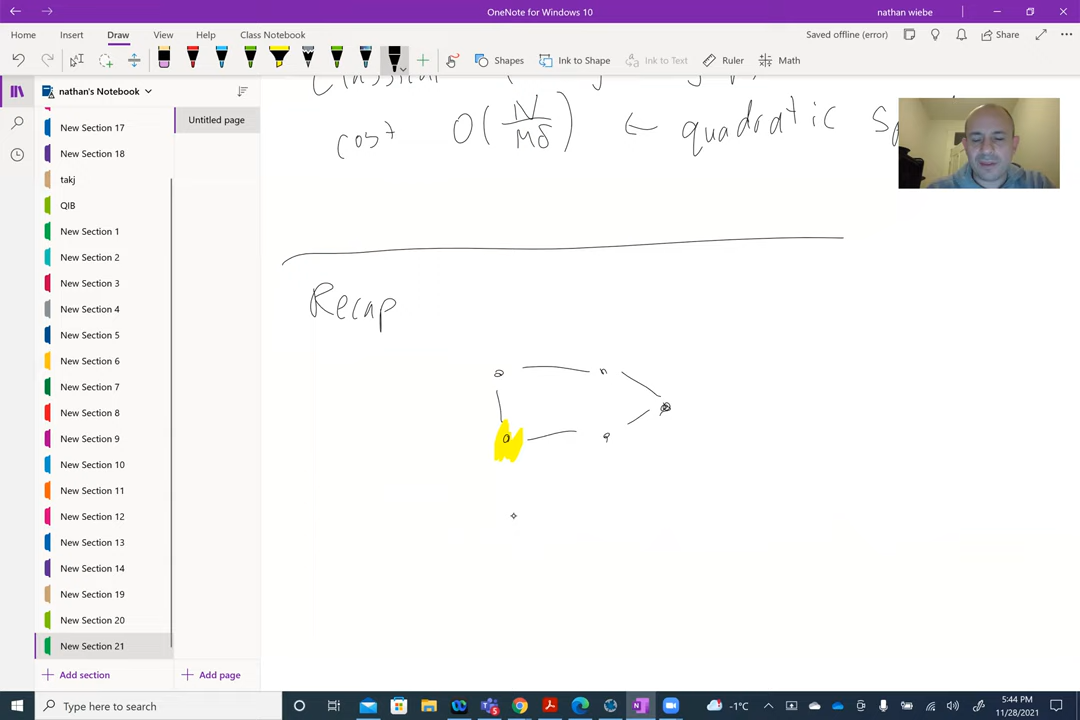 OneNote for Windows 10
nathan wiebe
Home Insert Draw View Help Class Notebook
Saved offline (error)
Share
Shapes
Ink to Shape
Ink to Text
Ruler
Math
nathan's Notebook
New Section 17
New Section 18
takj
QIB
New Section 1
New Section 2
New Section 3
New Section 4
New Section 5
New Section 6
New Section 7
New Section 8
New Section 9
New Section 10
New Section 11
New Section 12
New Section 13
New Section 14
New Section 19
New Section 20
New Section 21
Add section
Untitled page
Add page
Classical
cost O(N/Mδ) ← quadratic
Recap
Type here to search
-1°C
5:44 PM
11/28/2021